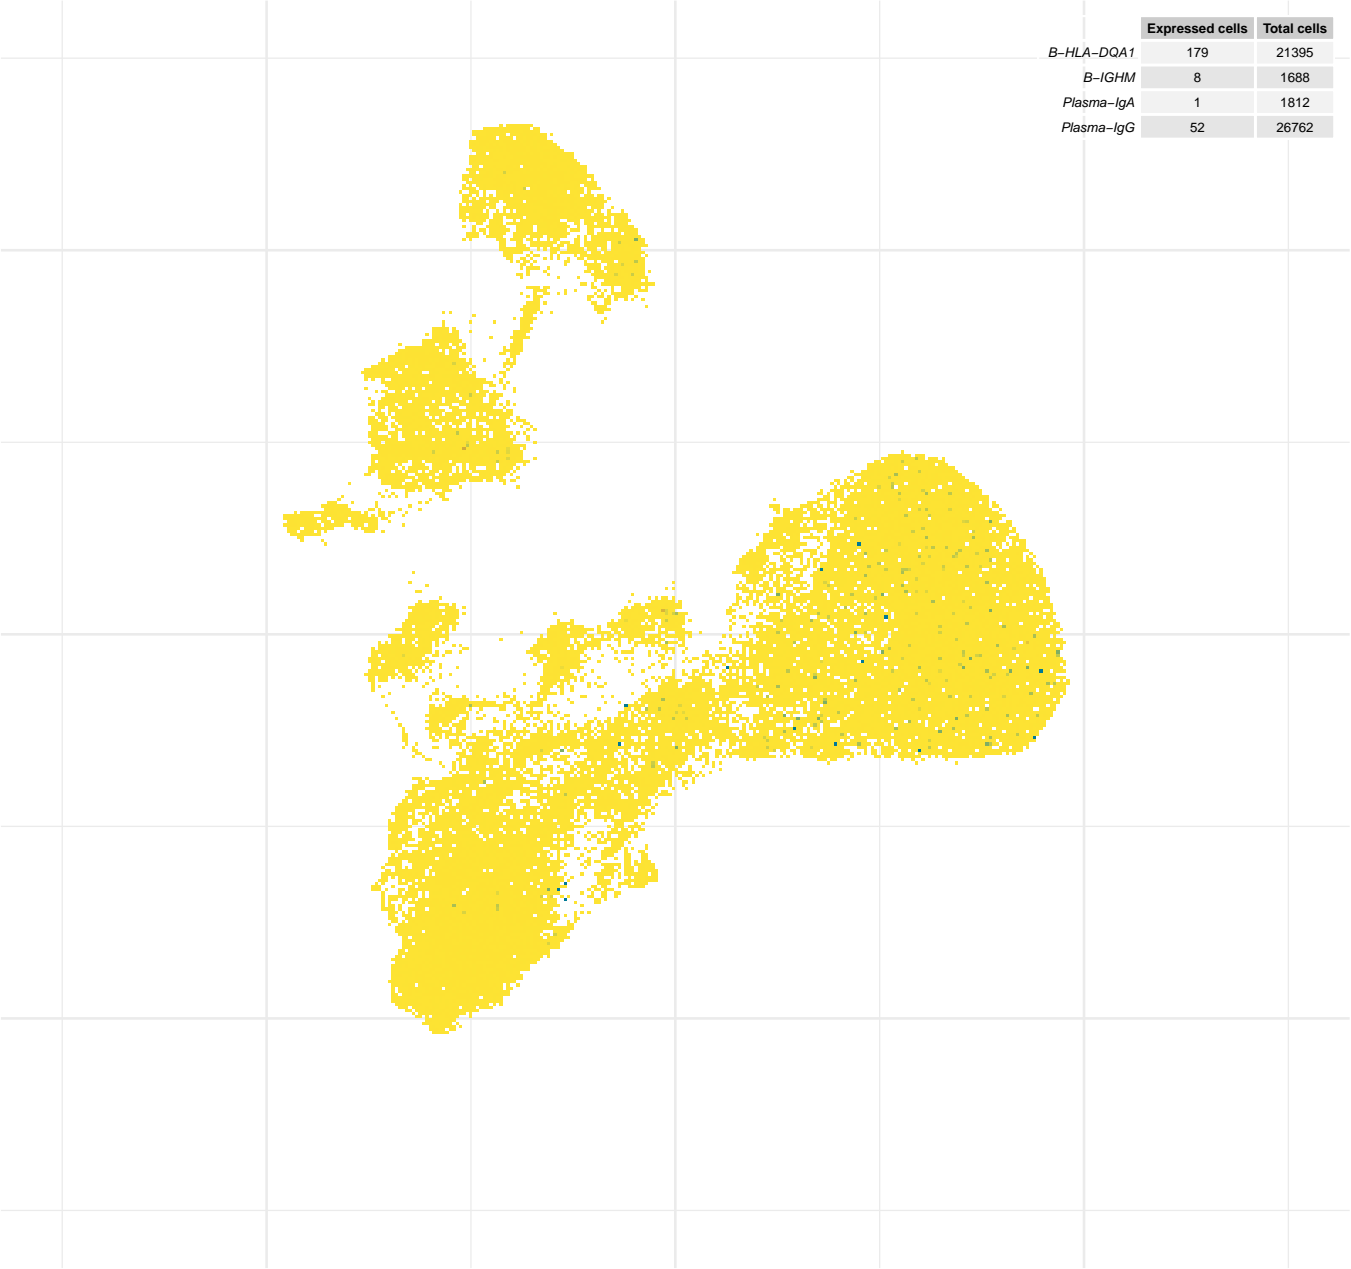 Expressed cells Total cells
B−HLA−DQA1 179 21395
B−IGHM 8 1688
Plasma−IgA 1 1812
Plasma−IgG 52 26762